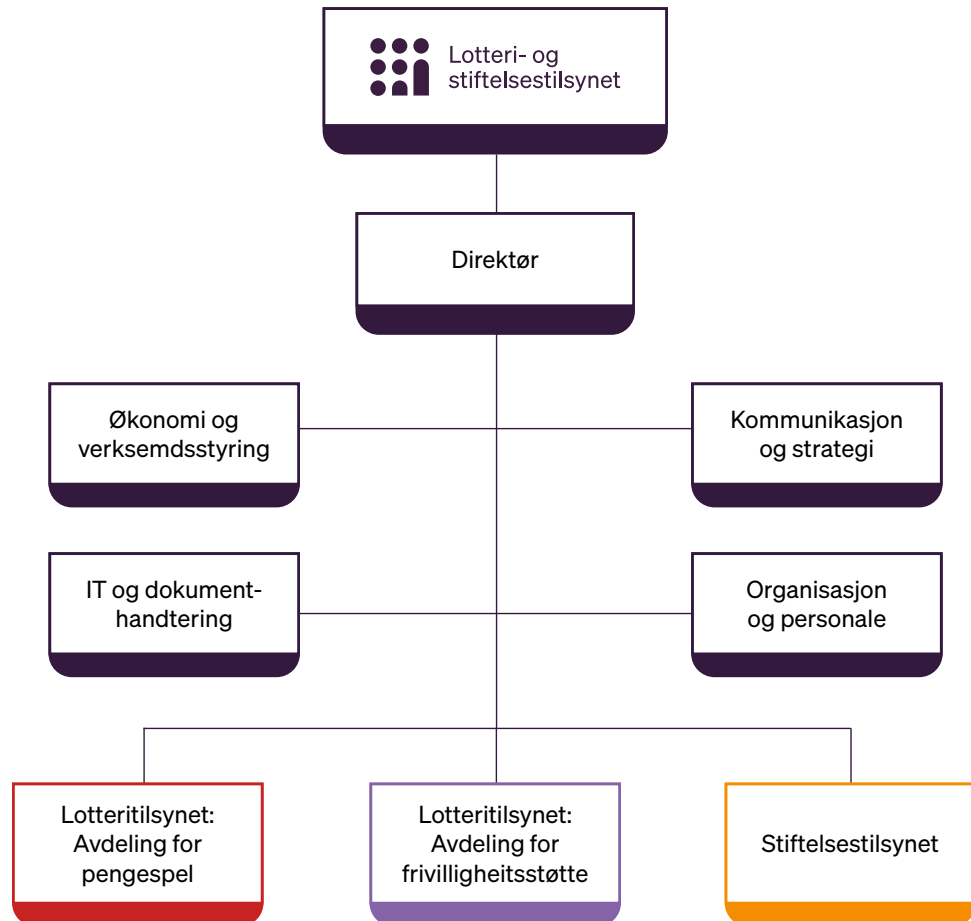 Lotteri- og
stiftelsestilsynet
Direktør
Økonomi og
verksemdsstyring
Kommunikasjon
og strategi
IT og dokument-
handtering
Organisasjon
og personale
Lotteritilsynet:
Avdeling for
pengespel
Lotteritilsynet:
Avdeling for
frivilligheitsstøtte
Stiftelsestilsynet